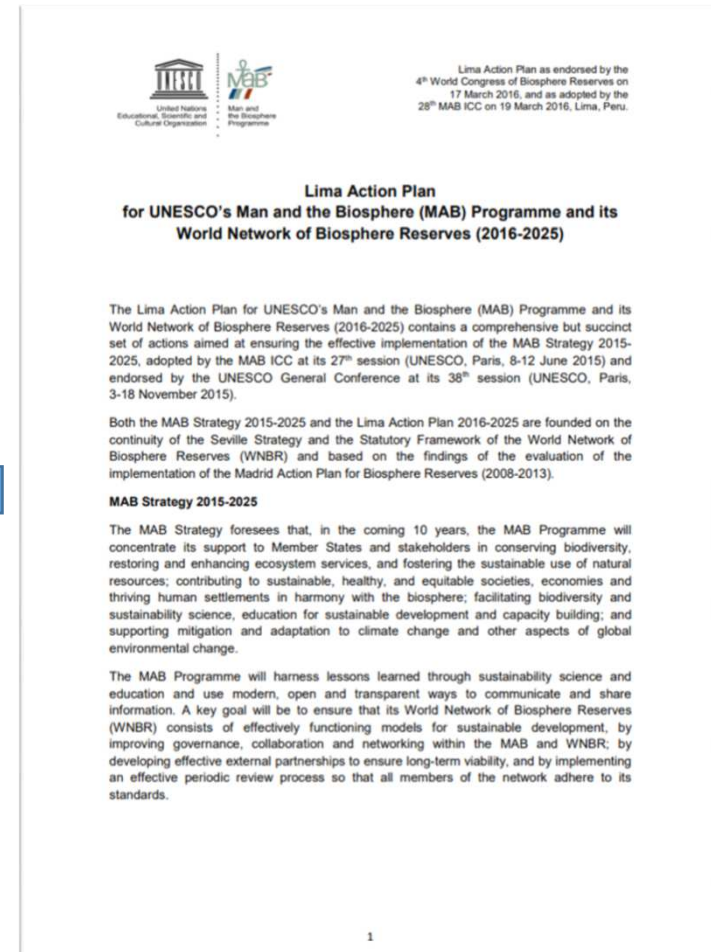 UNESCO
United Nations
Educational, Scientific and
Cultural Organization
MAB
Man and
the Biosphere
Programme
Lima Action Plan as endorsed by the
4th World Congress of Biosphere Reserves on
17 March 2016, and as adopted by the
28th MAB ICC on 19 March 2016, Lima, Peru.
Lima Action Plan
for UNESCO's Man and the Biosphere (MAB) Programme and its
World Network of Biosphere Reserves (2016-2025)
The Lima Action Plan for UNESCO's Man and the Biosphere (MAB) Programme and its
World Network of Biosphere Reserves (2016-2025) contains a comprehensive but succinct
set of actions aimed at ensuring the effective implementation of the MAB Strategy 2015-
2025, adopted by the MAB ICC at its 27th session (UNESCO, Paris, 8-12 June 2015) and
endorsed by the UNESCO General Conference at its 38th session (UNESCO, Paris,
3-18 November 2015).
Both the MAB Strategy 2015-2025 and the Lima Action Plan 2016-2025 are founded on the
continuity of the Seville Strategy and the Statutory Framework of the World Network of
Biosphere Reserves (WNBR) and based on the findings of the evaluation of the
implementation of the Madrid Action Plan for Biosphere Reserves (2008-2013).
MAB Strategy 2015-2025
The MAB Strategy foresees that, in the coming 10 years, the MAB Programme will
concentrate its support to Member States and stakeholders in conserving biodiversity,
restoring and enhancing ecosystem services, and fostering the sustainable use of natural
resources; contributing to sustainable, healthy, and equitable societies, economies and
thriving human settlements in harmony with the biosphere; facilitating biodiversity and
sustainability science, education for sustainable development and capacity building; and
supporting mitigation and adaptation to climate change and other aspects of global
environmental change.
The MAB Programme will harness lessons learned through sustainability science and
education and use modern, open and transparent ways to communicate and share
information. A key goal will be to ensure that its World Network of Biosphere Reserves
(WNBR) consists of effectively functioning models for sustainable development, by
improving governance, collaboration and networking within the MAB and WNBR; by
developing effective external partnerships to ensure long-term viability, and by implementing
an effective periodic review process so that all members of the network adhere to its
standards.
1